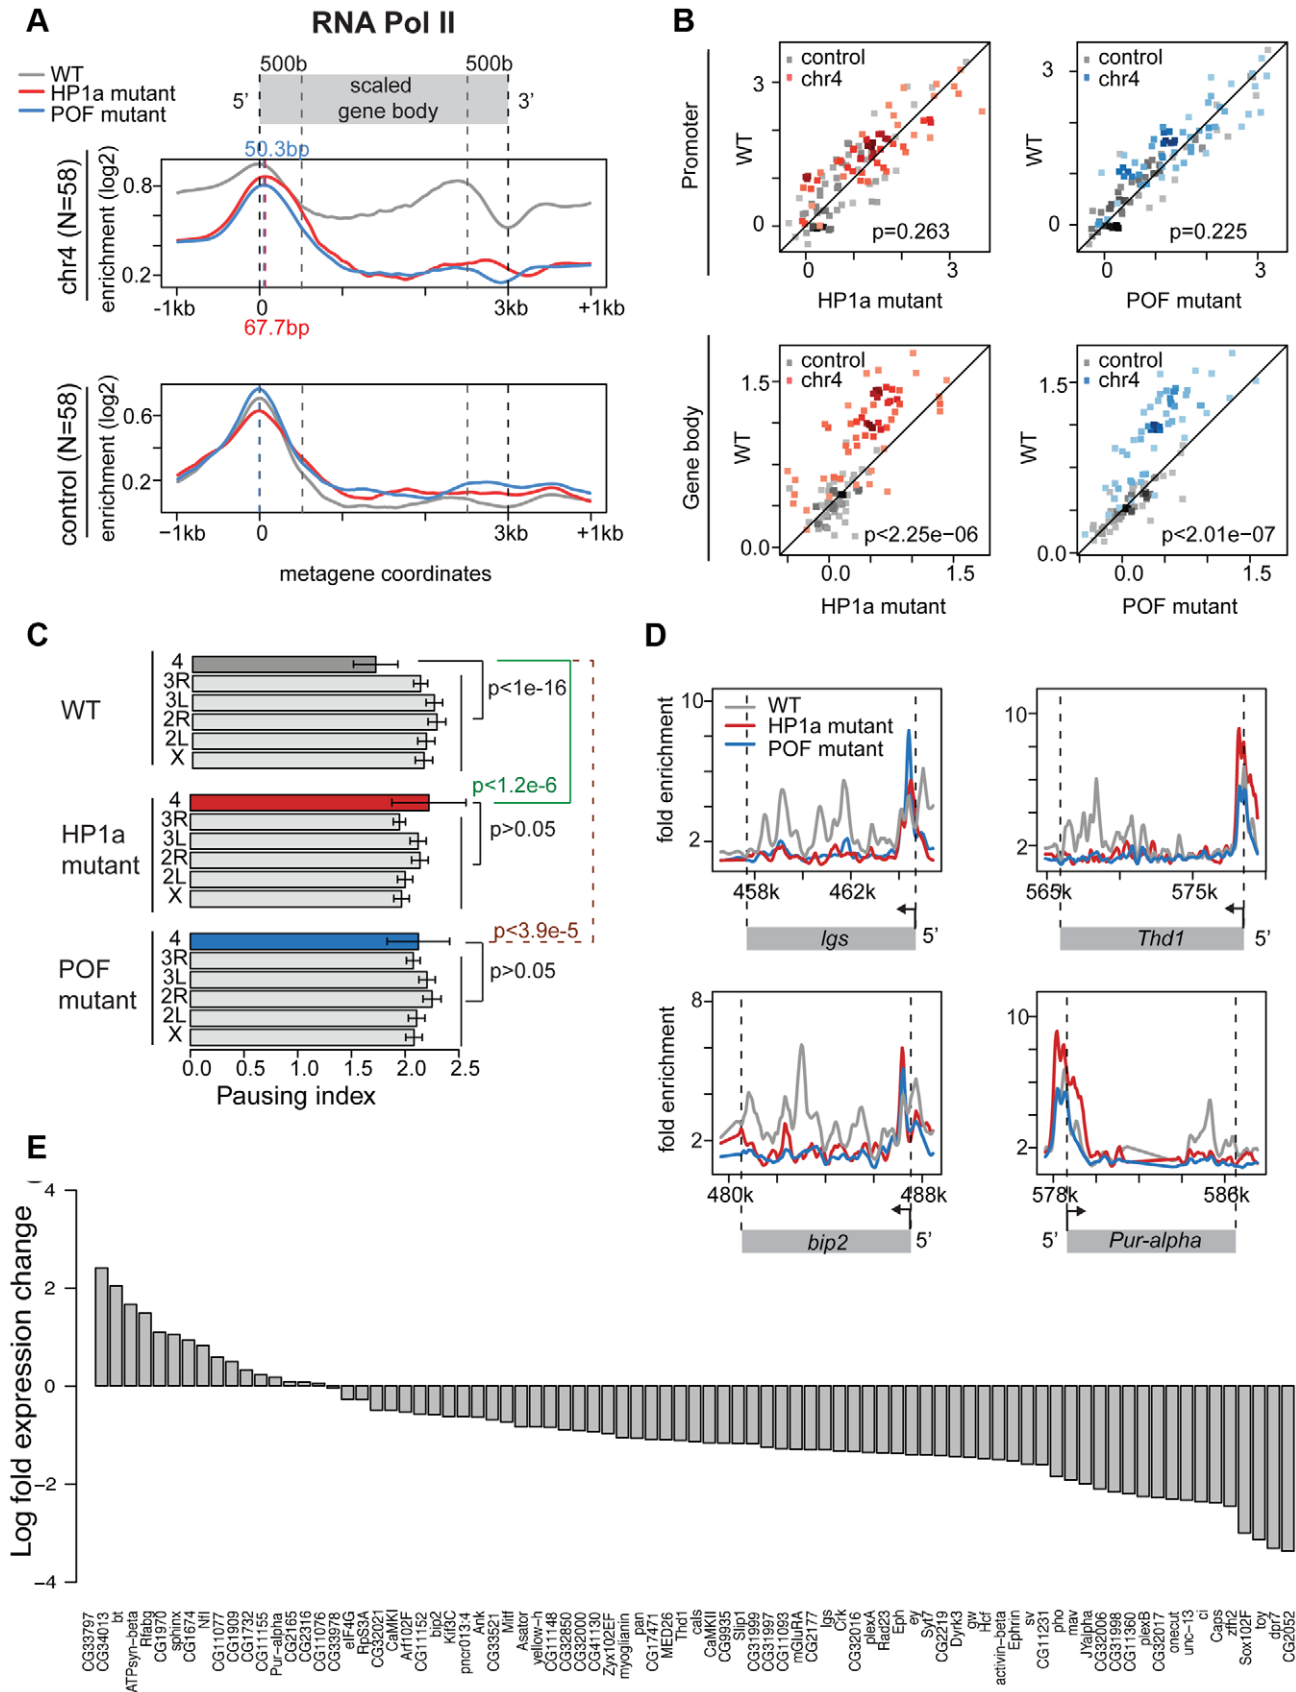 A
RNA Pol II
WT
HP1a mutant
POF mutant
500b
500b
scaled
gene body
5’
3’
50.3bp
chr4 (N=58)
enrichment (log2)
0.8
0.2
-1kb
0
3kb
+1kb
67.7bp
control (N=58)
enrichment (log2)
0.6
0.2
−1kb
0
3kb
+1kb
metagene coordinates
B
Promoter
control
chr4
3
WT
0
p=0.263
0
3
HP1a mutant
control
chr4
3
WT
0
p=0.225
0
3
POF mutant
Gene body
control
chr4
1.5
WT
0.0
p<2.25e−06
0.0
1.5
HP1a mutant
control
chr4
1.5
WT
0.0
p<2.01e−07
0.0
1.5
POF mutant
C
WT
4
3R
3L
2R
2L
X
p<1e-16
p<1.2e-6
HP1a
mutant
4
3R
3L
2R
2L
X
p>0.05
p<3.9e-5
POF
mutant
4
3R
3L
2R
2L
X
p>0.05
0.0
0.5
1.0
1.5
2.0
2.5
Pausing index
D
fold enrichment
10
2
WT
HP1a mutant
POF mutant
458k
462k
lgs
5’
10
2
565k
575k
Thd1
5’
fold enrichment
8
2
480k
488k
bip2
5’
10
2
578k
586k
5’
Pur-alpha
E
Log fold expression change
4
2
0
−2
−4
CG33797
CG34013
bt
ATPsyn-beta
Rfabg
CG1970
sphinx
CG1674
Nfl
CG11077
CG1909
CG1732
CG11155
Pur-alpha
CG2165
CG2316
CG11076
CG33978
eIF4G
RpS3A
CG32021
CaMKI
Arf102F
CG11152
bip2
Kif3C
pncr013:4
Ank
CG33521
Mitf
Asator
yellow-h
CG11148
CG32850
CG32000
CG41130
Zyx102EF
myoglianin
pan
CG17471
MED26
Thd1
cals
CaMKII
CG9935
Slip1
CG31999
CG31997
CG11093
mGluRA
CG2177
lgs
Crk
CG32016
plexA
Rad23
Eph
ey
Syt7
CG2219
Dyrk3
gw
Hcf
activin-beta
Ephrin
sv
CG11231
pho
mav
JYalpha
CG32006
CG31998
CG11360
plexB
CG32017
onecut
unc-13
ci
Caps
zfh2
Sox102F
toy
dpr7
CG2052